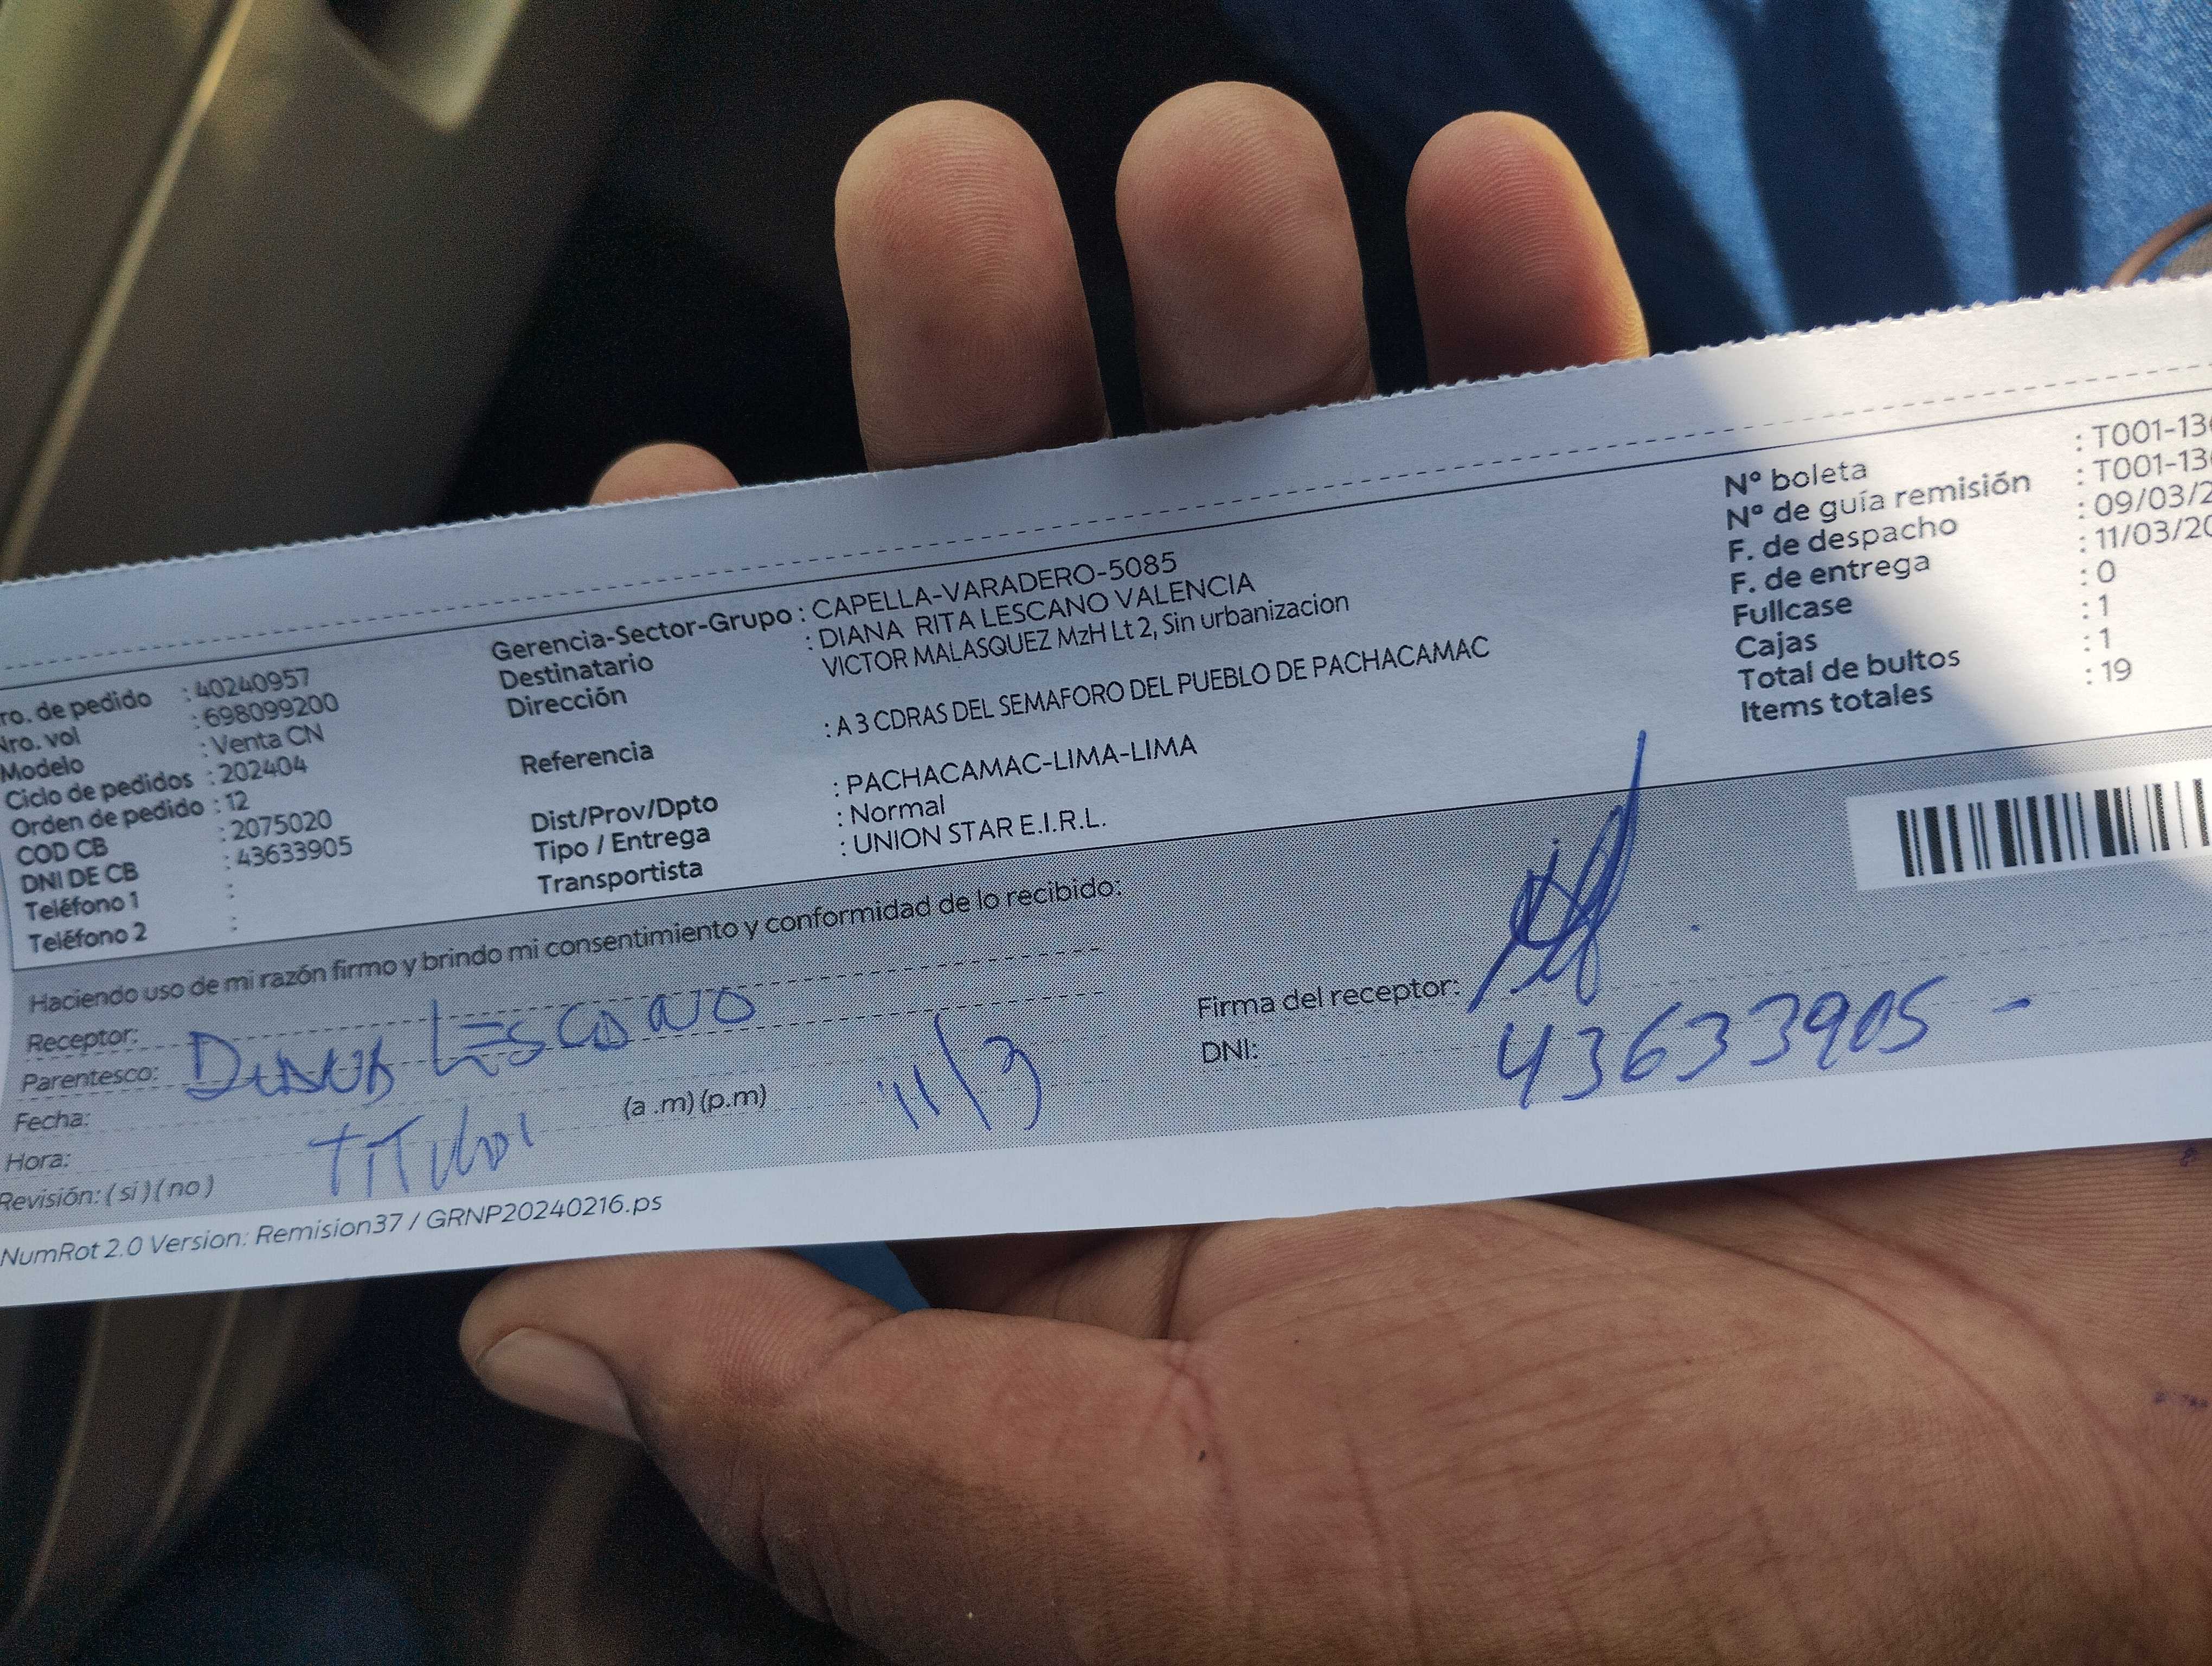 ro. de pedido : 40240957
Nro. vol : 698099200
Modelo : Venta CN
Ciclo de pedidos : 202404
Orden de pedido : 12
COD CB : 2075020
DNI DE CB : 43633905
Teléfono 1 :
Teléfono 2 :
Gerencia-Sector-Grupo : CAPELLA-VARADERO-5085
Destinatario : DIANA RITA LESCANO VALENCIA
Dirección VICTOR MALASQUEZ MzH Lt 2, Sin urbanizacion
Referencia : A 3 CDRAS DEL SEMAFORO DEL PUEBLO DE PACHACAMAC
Dist/Prov/Dpto : PACHACAMAC-LIMA-LIMA
Tipo / Entrega : Normal
Transportista : UNION STAR E.I.R.L.
Nº boleta : T001-13
Nº de guía remisión : T001-13
F. de despacho : 09/03/2
F. de entrega : 11/03/20
Fullcase : 0
Cajas : 1
Total de bultos : 1
Items totales : 19
Haciendo uso de mi razón firmo y brindo mi consentimiento y conformidad de lo recibido:
Receptor:
Parentesco: Diana Lescano
Fecha:
Hora: Titular (a .m) (p.m) 11/3
Revisión: ( si ) ( no )
Firma del receptor:
DNI: 43633905 -
NumRot 2.0 Version: Remision37 / GRNP20240216.ps